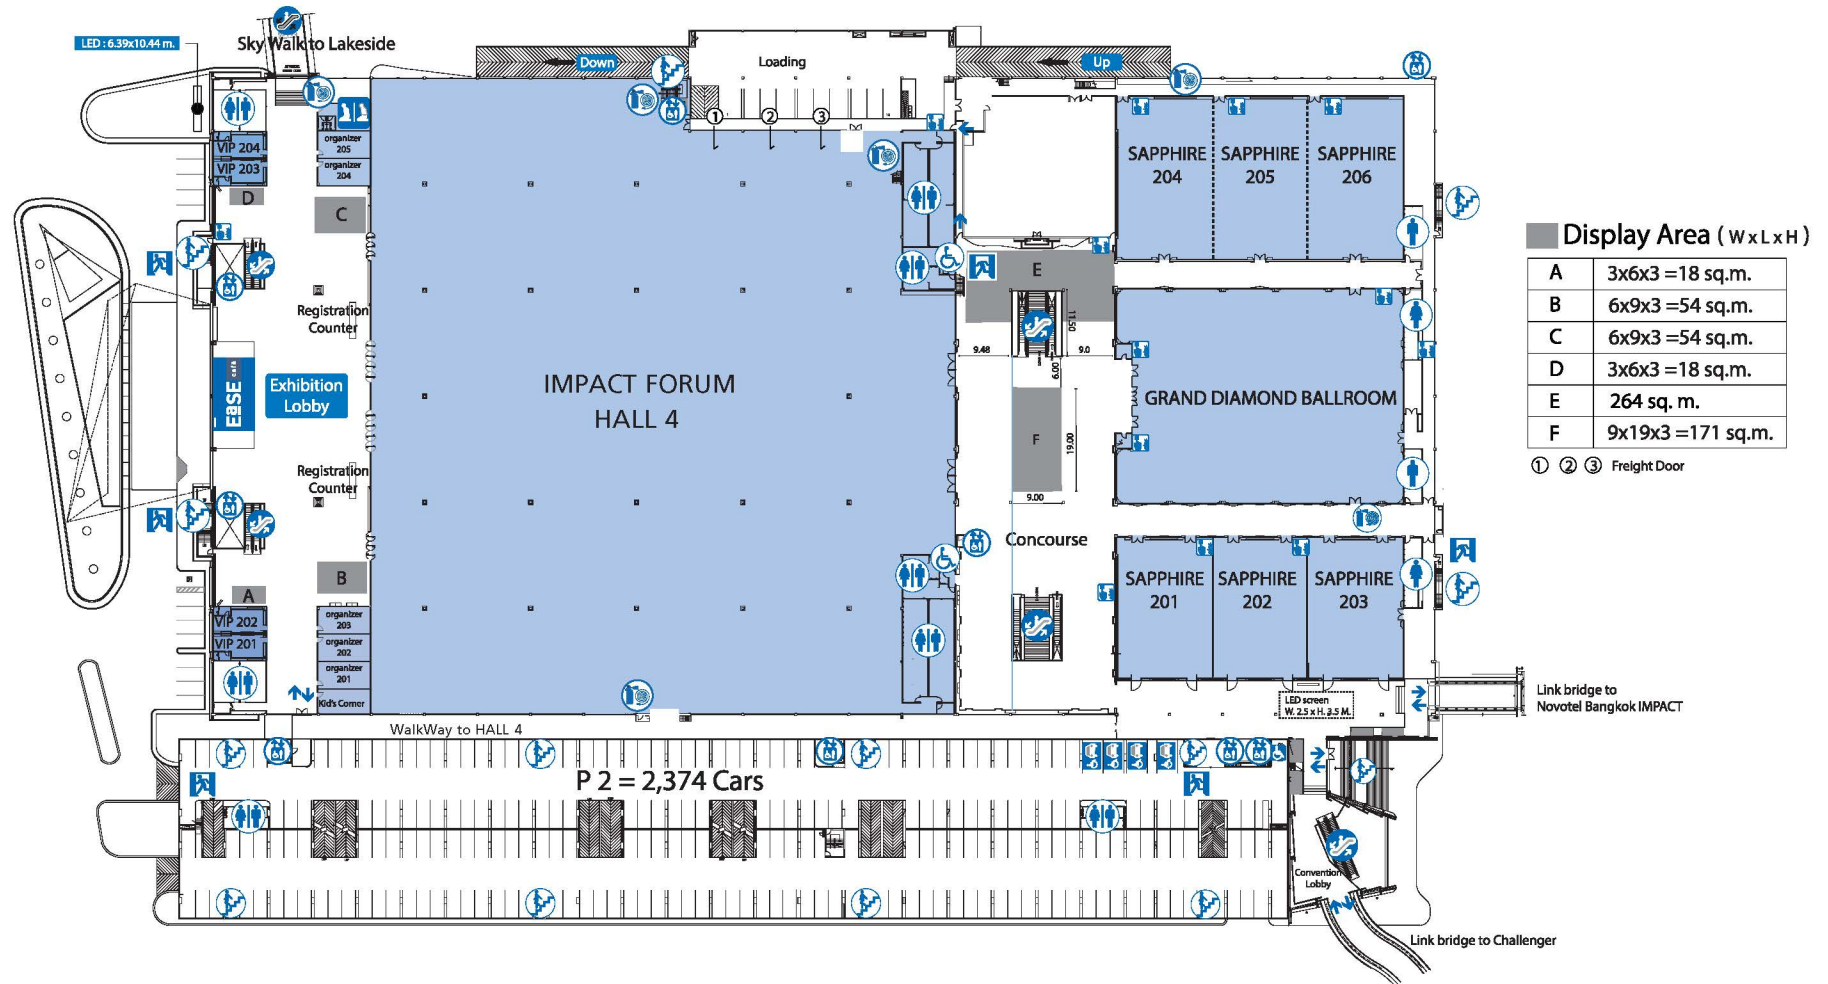 LED : 6.39x10.44 m.
Sky Walk to Lakeside
Down
Loading
Up
1
2
3
VIP 204
VIP 203
organizer
205
organizer
204
D
C
SAPPHIRE
204
SAPPHIRE
205
SAPPHIRE
206
E
Registration
Counter
11.50
9.48
9.0
6.00
EASE
café
Exhibition
Lobby
IMPACT FORUM
HALL 4
GRAND DIAMOND BALLROOM
F
19.00
9.00
Registration
Counter
Concourse
B
A
VIP 202
VIP 201
organizer
203
organizer
202
organizer
201
Kid's Corner
SAPPHIRE
201
SAPPHIRE
202
SAPPHIRE
203
LED screen
W. 2.5 x H. 3.5 M.
Link bridge to
Novotel Bangkok IMPACT
WalkWay to HALL 4
P 2 = 2,374 Cars
Convention
Lobby
Link bridge to Challenger
Display Area ( W x L x H )
A 3x6x3 =18 sq.m.
B 6x9x3 =54 sq.m.
C 6x9x3 =54 sq.m.
D 3x6x3 =18 sq.m.
E 264 sq. m.
F 9x19x3 =171 sq.m.
1 2 3 Freight Door